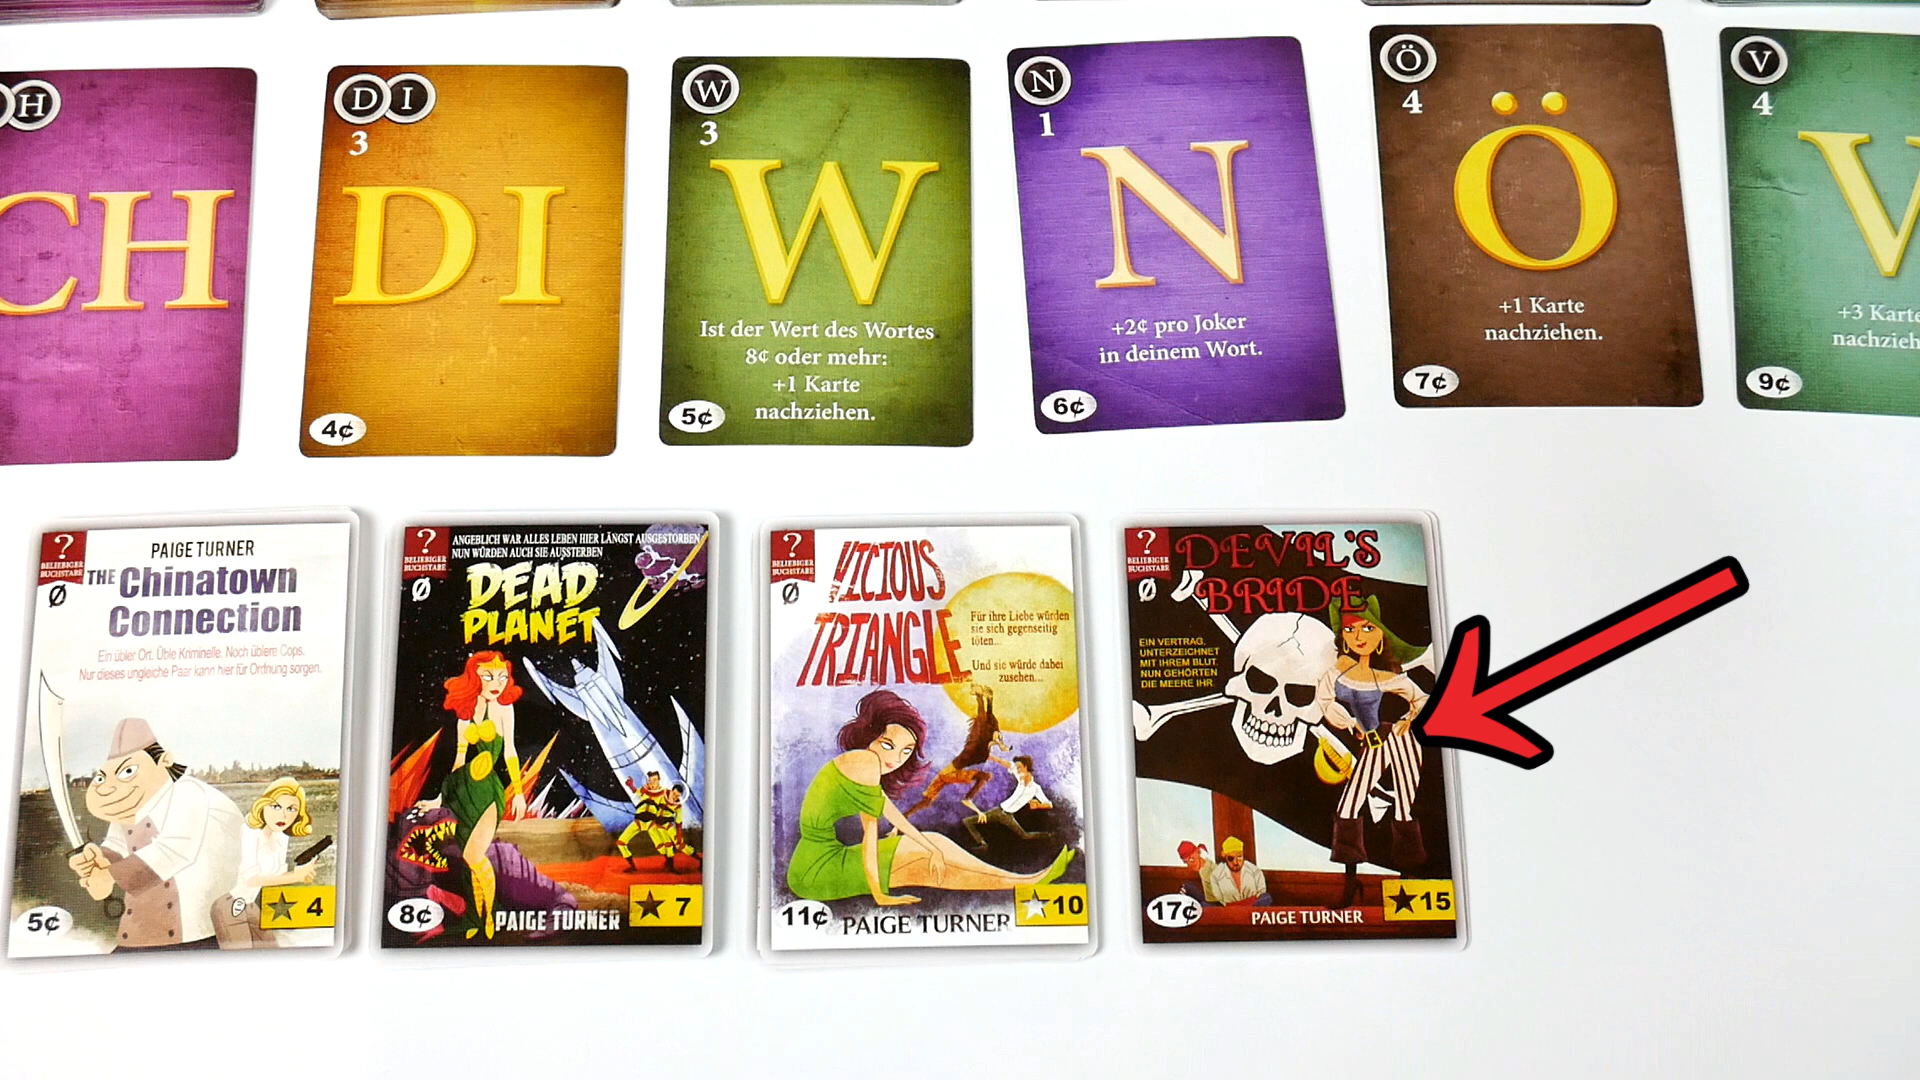 H
CH
D I
3
DI
4¢
W
3
W
Ist der Wert des Wortes
8¢ oder mehr:
+1 Karte
nachziehen.
5¢
N
1
N
+2¢ pro Joker
in deinem Wort.
6¢
Ö
4
Ö
+1 Karte
nachziehen.
7¢
V
4
V
+3 Karte
nachzieh
9¢
?
BELIEBIGER
BUCHSTABE
Ø
PAIGE TURNER
THE Chinatown
Connection
Ein übler Ort. Üble Kriminelle. Noch üblere Cops.
Nur dieses ungleiche Paar kann hier für Ordnung sorgen.
5¢
★ 4
?
BELIEBIGER
BUCHSTABE
Ø
ANGEBLICH WAR ALLES LEBEN HIER LÄNGST AUSGESTORBEN,
NUN WÜRDEN AUCH SIE AUSSTERBEN
DEAD
PLANET
8¢
PAIGE TURNER
★ 7
?
BELIEBIGER
BUCHSTABE
Ø
VICIOUS
TRIANGLE
Für ihre Liebe würden
sie sich gegenseitig
töten...
Und sie würde dabei
zusehen...
11¢
PAIGE TURNER
★10
?
BELIEBIGER
BUCHSTABE
Ø
DEVIL'S
BRIDE
EIN VERTRAG.
UNTERZEICHNET
MIT IHREM BLUT.
NUN GEHÖRTEN
DIE MEERE IHR.
17¢
PAIGE TURNER
★15